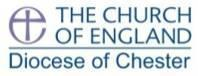 THE CHURCH
OF ENGLAND
Diocese of Chester